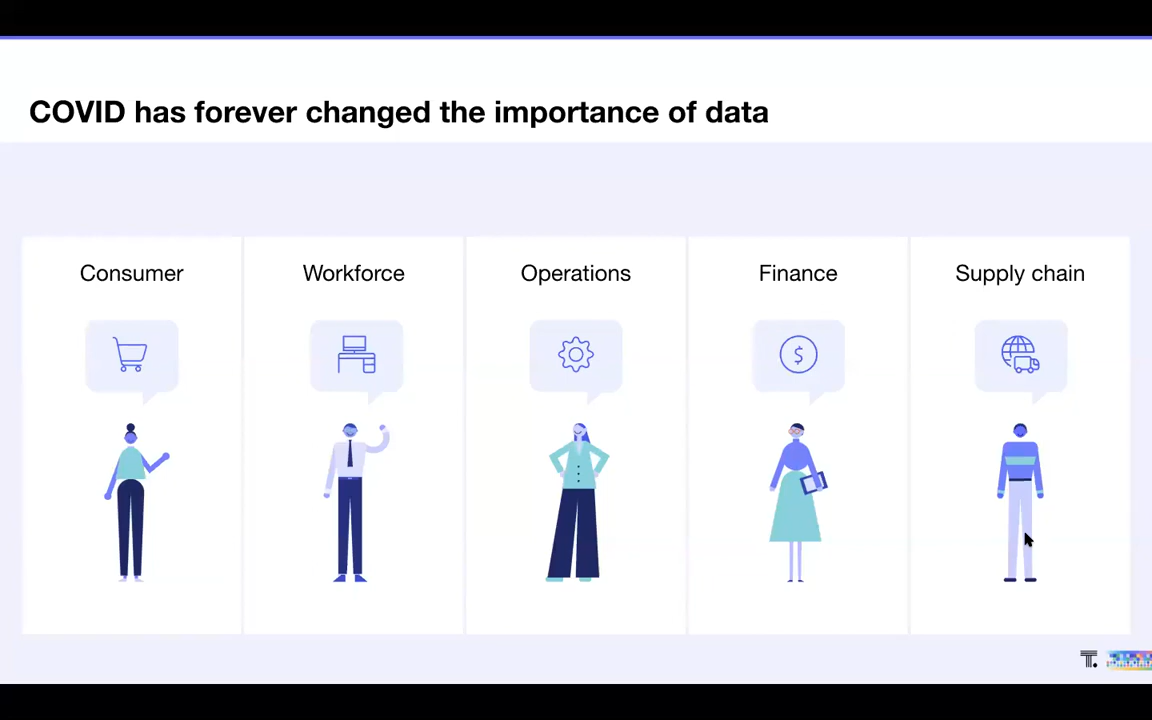 COVID has forever changed the importance of data
Consumer
Workforce
Operations
Finance
Supply chain
$
T.